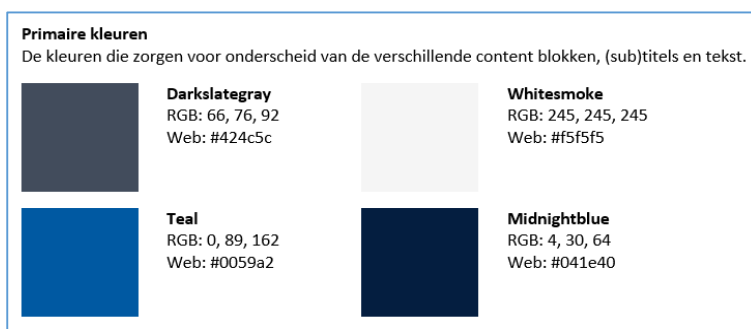 Primaire kleuren
De kleuren die zorgen voor onderscheid van de verschillende content blokken, (sub)titels en tekst.
Darkslategray
RGB: 66, 76, 92
Web: #424c5c
Whitesmoke
RGB: 245, 245, 245
Web: #f5f5f5
Teal
RGB: 0, 89, 162
Web: #0059a2
Midnightblue
RGB: 4, 30, 64
Web: #041e40